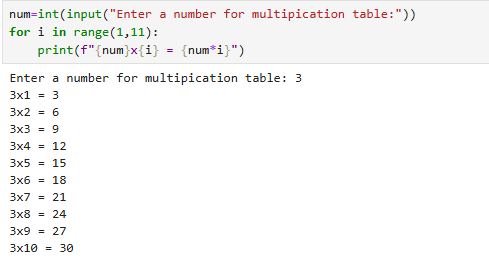 num=int(input("Enter a number for multipication table:"))
for i in range(1,11):
    print(f"{num}x{i} = {num*i}")
Enter a number for multipication table: 3
3x1 = 3
3x2 = 6
3x3 = 9
3x4 = 12
3x5 = 15
3x6 = 18
3x7 = 21
3x8 = 24
3x9 = 27
3x10 = 30